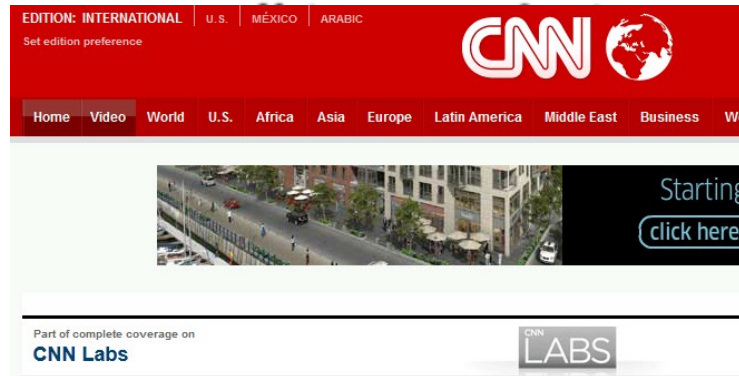 EDITION: INTERNATIONAL U.S. MÉXICO ARABIC
Set edition preference
CNN
Home Video World U.S. Africa Asia Europe Latin America Middle East Business
Starting
click here
Part of complete coverage on
CNN Labs
CNN
LABS